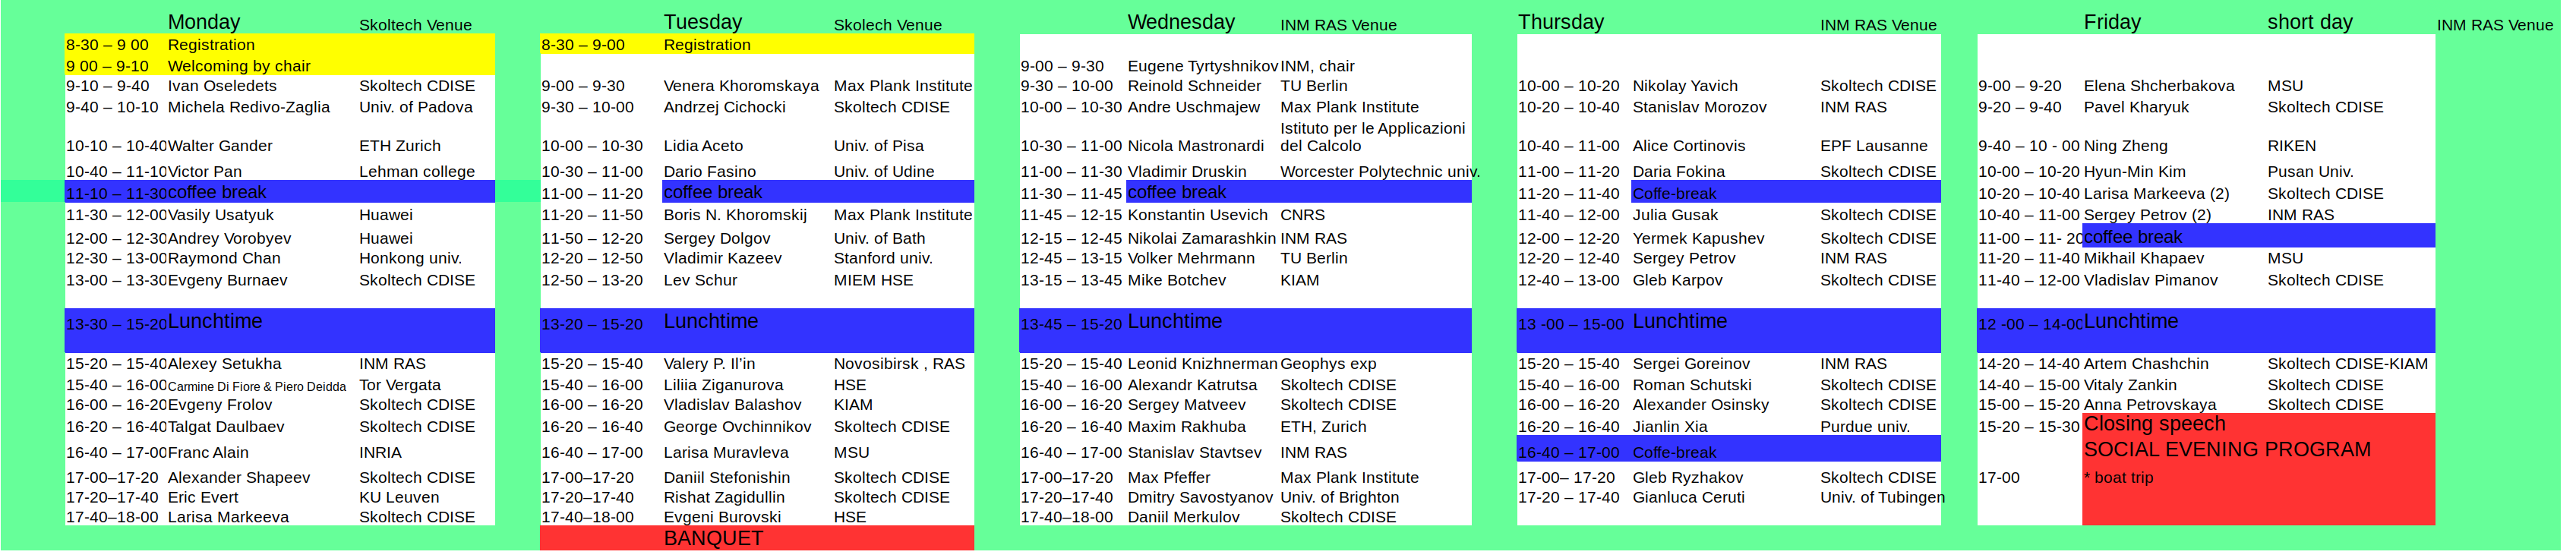 Monday Skoltech Venue Tuesday Skolech Venue Wednesday INM RAS Venue Thursday INM RAS Venue Friday short day INM RAS Venue
8-30 – 9 00 Registration 8-30 – 9-00 Registration
9 00 – 9-10 Welcoming by chair 9-00 – 9-30 Eugene Tyrtyshnikov INM, chair
9-10 – 9-40 Ivan Oseledets Skoltech CDISE 9-00 – 9-30 Venera Khoromskaya Max Plank Institute 9-30 – 10-00 Reinold Schneider TU Berlin 10-00 – 10-20 Nikolay Yavich Skoltech CDISE 9-00 – 9-20 Elena Shcherbakova MSU
9-40 – 10-10 Michela Redivo-Zaglia Univ. of Padova 9-30 – 10-00 Andrzej Cichocki Skoltech CDISE 10-00 – 10-30 Andre Uschmajew Max Plank Institute 10-20 – 10-40 Stanislav Morozov INM RAS 9-20 – 9-40 Pavel Kharyuk Skoltech CDISE
Istituto per le Applicazioni
10-10 – 10-40 Walter Gander ETH Zurich 10-00 – 10-30 Lidia Aceto Univ. of Pisa 10-30 – 11-00 Nicola Mastronardi del Calcolo 10-40 – 11-00 Alice Cortinovis EPF Lausanne 9-40 – 10 - 00 Ning Zheng RIKEN
10-40 – 11-10 Victor Pan Lehman college 10-30 – 11-00 Dario Fasino Univ. of Udine 11-00 – 11-30 Vladimir Druskin Worcester Polytechnic univ. 11-00 – 11-20 Daria Fokina Skoltech CDISE 10-00 – 10-20 Hyun-Min Kim Pusan Univ.
11-10 – 11-30 coffee break 11-00 – 11-20 coffee break 11-30 – 11-45 coffee break 11-20 – 11-40 Coffe-break 10-20 – 10-40 Larisa Markeeva (2) Skoltech CDISE
11-30 – 12-00 Vasily Usatyuk Huawei 11-20 – 11-50 Boris N. Khoromskij Max Plank Institute 11-45 – 12-15 Konstantin Usevich CNRS 11-40 – 12-00 Julia Gusak Skoltech CDISE 10-40 – 11-00 Sergey Petrov (2) INM RAS
12-00 – 12-30 Andrey Vorobyev Huawei 11-50 – 12-20 Sergey Dolgov Univ. of Bath 12-15 – 12-45 Nikolai Zamarashkin INM RAS 12-00 – 12-20 Yermek Kapushev Skoltech CDISE 11-00 – 11- 20 coffee break
12-30 – 13-00 Raymond Chan Honkong univ. 12-20 – 12-50 Vladimir Kazeev Stanford univ. 12-45 – 13-15 Volker Mehrmann TU Berlin 12-20 – 12-40 Sergey Petrov INM RAS 11-20 – 11-40 Mikhail Khapaev MSU
13-00 – 13-30 Evgeny Burnaev Skoltech CDISE 12-50 – 13-20 Lev Schur MIEM HSE 13-15 – 13-45 Mike Botchev KIAM 12-40 – 13-00 Gleb Karpov Skoltech CDISE 11-40 – 12-00 Vladislav Pimanov Skoltech CDISE
13-30 – 15-20 Lunchtime 13-20 – 15-20 Lunchtime 13-45 – 15-20 Lunchtime 13 -00 – 15-00 Lunchtime 12 -00 – 14-00 Lunchtime
15-20 – 15-40 Alexey Setukha INM RAS 15-20 – 15-40 Valery P. Il'in Novosibirsk , RAS 15-20 – 15-40 Leonid Knizhnerman Geophys exp 15-20 – 15-40 Sergei Goreinov INM RAS 14-20 – 14-40 Artem Chashchin Skoltech CDISE-KIAM
15-40 – 16-00 Carmine Di Fiore & Piero Deidda Tor Vergata 15-40 – 16-00 Liliia Ziganurova HSE 15-40 – 16-00 Alexandr Katrutsa Skoltech CDISE 15-40 – 16-00 Roman Schutski Skoltech CDISE 14-40 – 15-00 Vitaly Zankin Skoltech CDISE
16-00 – 16-20 Evgeny Frolov Skoltech CDISE 16-00 – 16-20 Vladislav Balashov KIAM 16-00 – 16-20 Sergey Matveev Skoltech CDISE 16-00 – 16-20 Alexander Osinsky Skoltech CDISE 15-00 – 15-20 Anna Petrovskaya Skoltech CDISE
16-20 – 16-40 Talgat Daulbaev Skoltech CDISE 16-20 – 16-40 George Ovchinnikov Skoltech CDISE 16-20 – 16-40 Maxim Rakhuba ETH, Zurich 16-20 – 16-40 Jianlin Xia Purdue univ. 15-20 – 15-30 Closing speech
16-40 – 17-00 Franc Alain INRIA 16-40 – 17-00 Larisa Muravleva MSU 16-40 – 17-00 Stanislav Stavtsev INM RAS 16-40 – 17-00 Coffe-break SOCIAL EVENING PROGRAM
17-00–17-20 Alexander Shapeev Skoltech CDISE 17-00–17-20 Daniil Stefonishin Skoltech CDISE 17-00–17-20 Max Pfeffer Max Plank Institute 17-00– 17-20 Gleb Ryzhakov Skoltech CDISE 17-00 * boat trip
17-20–17-40 Eric Evert KU Leuven 17-20–17-40 Rishat Zagidullin Skoltech CDISE 17-20–17-40 Dmitry Savostyanov Univ. of Brighton 17-20 – 17-40 Gianluca Ceruti Univ. of Tubingen
17-40–18-00 Larisa Markeeva Skoltech CDISE 17-40–18-00 Evgeni Burovski HSE 17-40–18-00 Daniil Merkulov Skoltech CDISE
BANQUET